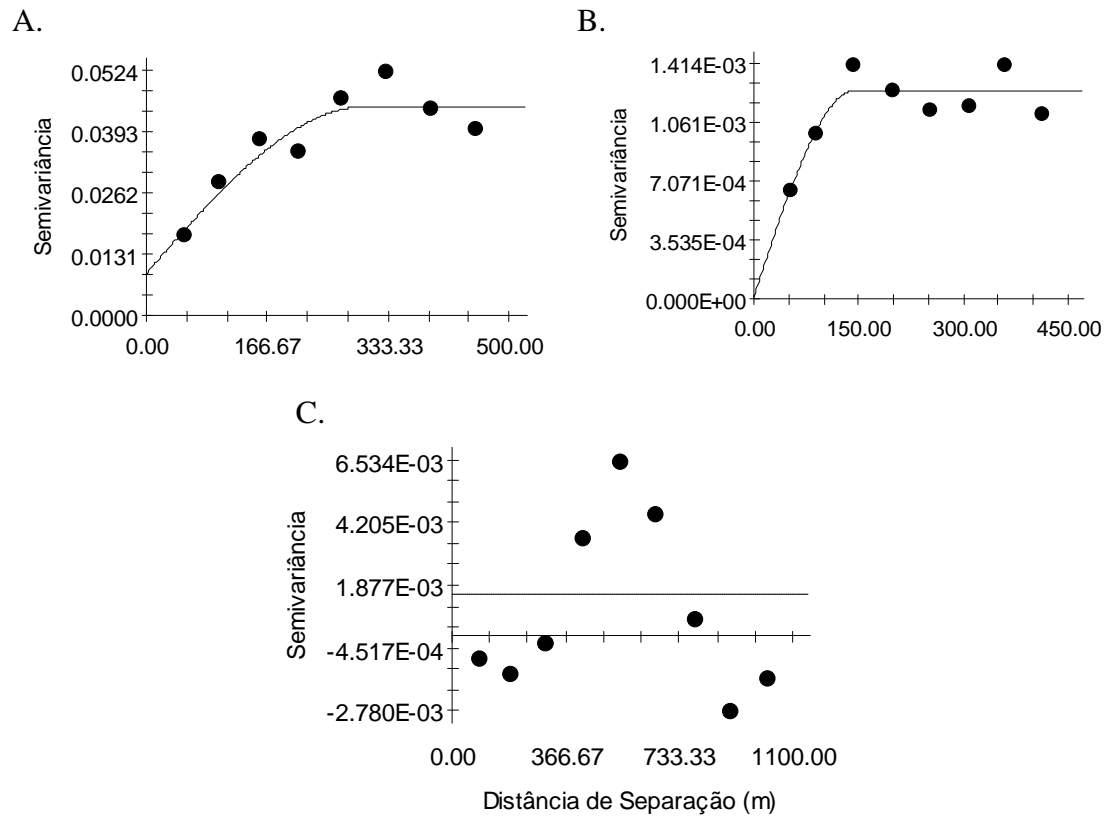 A.
0.0524
0.0393
0.0262
0.0131
0.0000
Semivariância
0.00 166.67 333.33 500.00
B.
1.414E-03
1.061E-03
7.071E-04
3.535E-04
0.000E+00
Semivariância
0.00 150.00 300.00 450.00
C.
6.534E-03
4.205E-03
1.877E-03
-4.517E-04
-2.780E-03
Semivariância
0.00 366.67 733.33 1100.00
Distância de Separação (m)